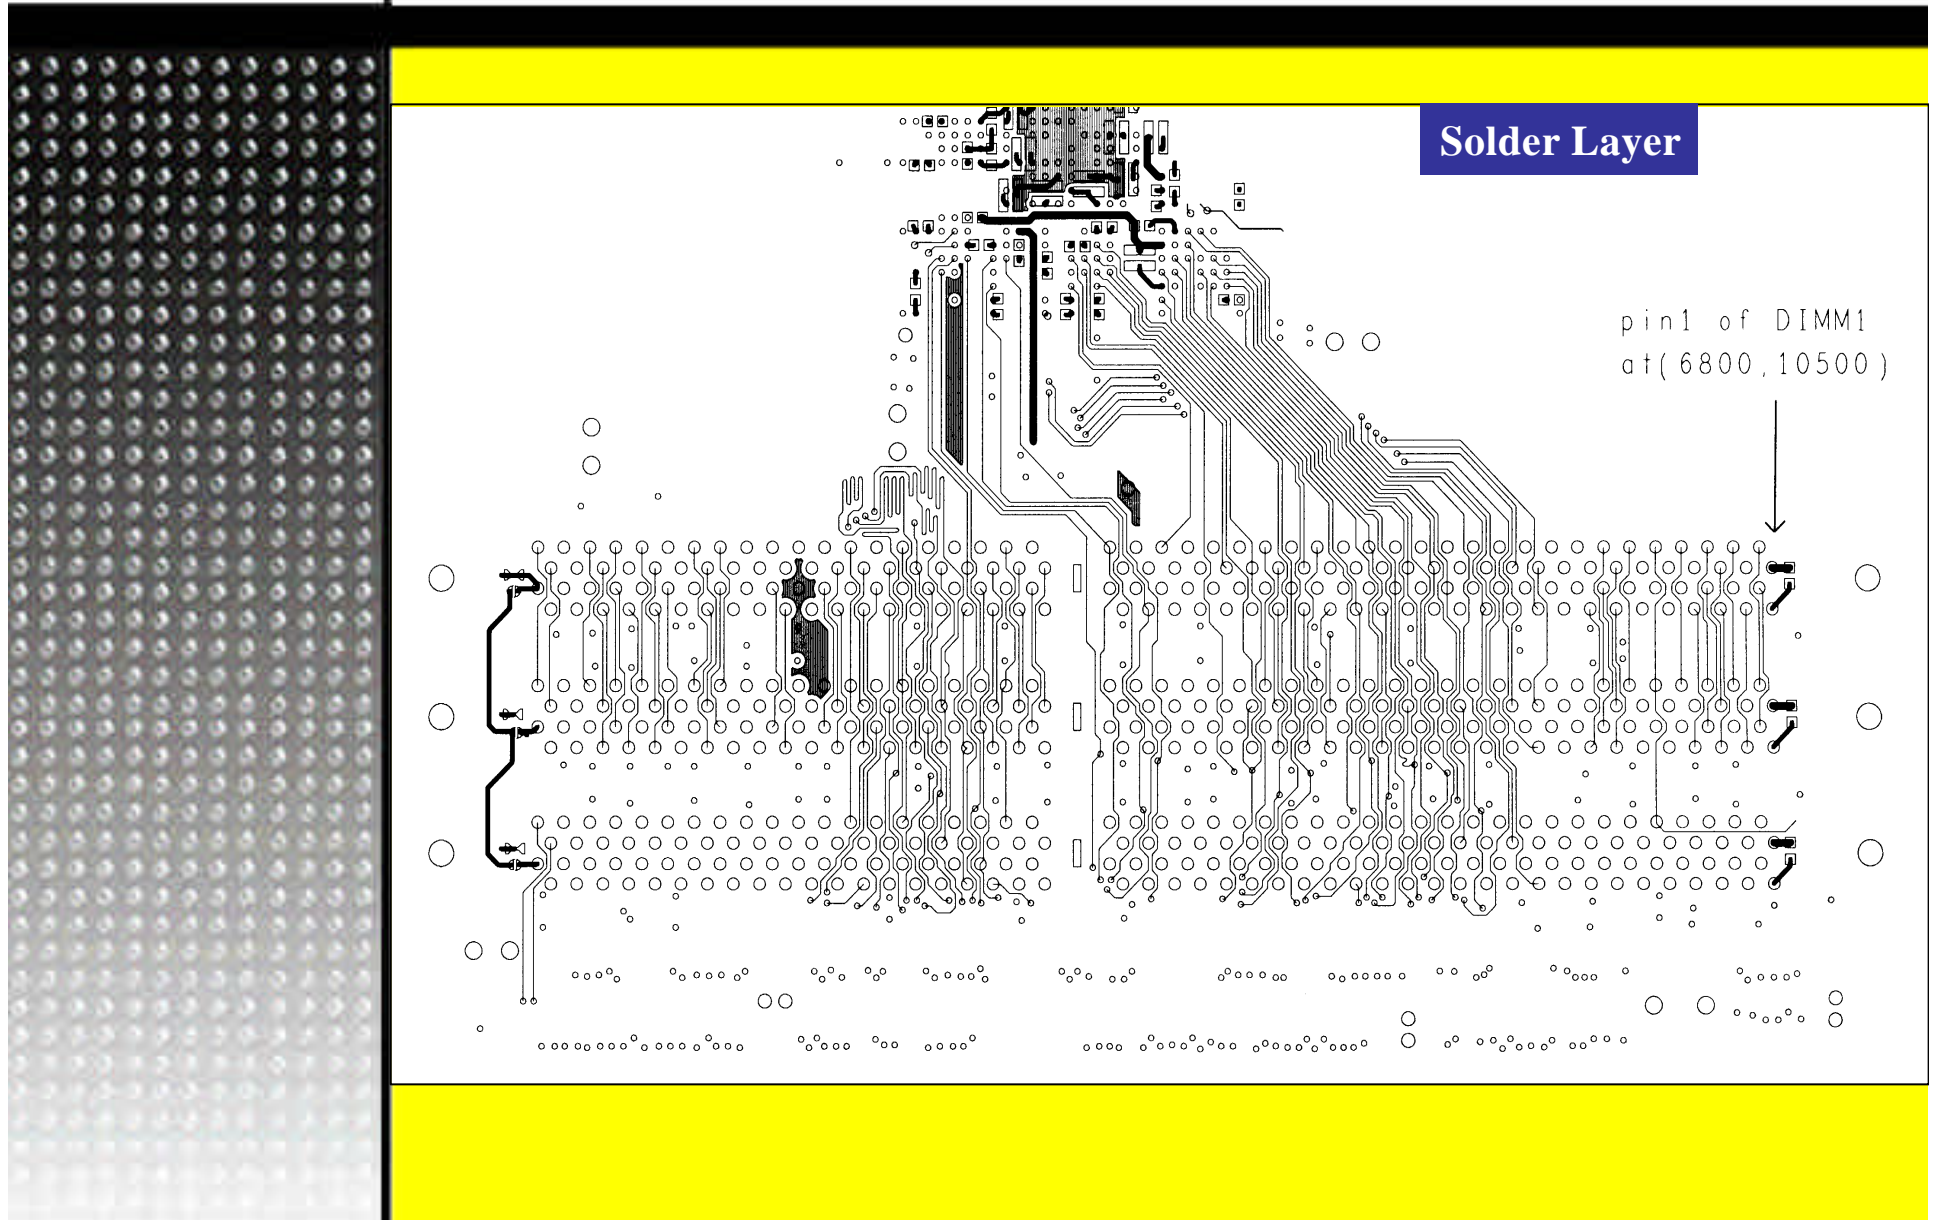 Solder Layer
pin1 of DIMM1
at(6800,10500)